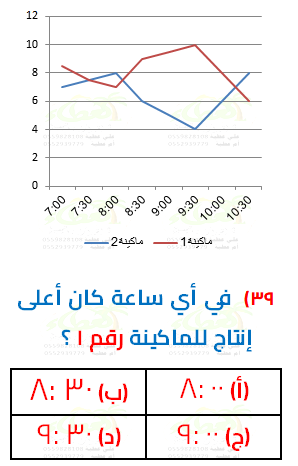 12
10
8
6
4
2
0
7:00 7:30 8:00 8:30 9:00 9:30 10:00 10:30
ماكينة2 ماكينة1
٣٩) في أي ساعة كان أعلى
إنتاج للماكينة رقم ١ ؟
(أ) ٨:٠٠ (ب) ٨:٣٠
(ج) ٩:٠٠ (د) ٩:٣٠